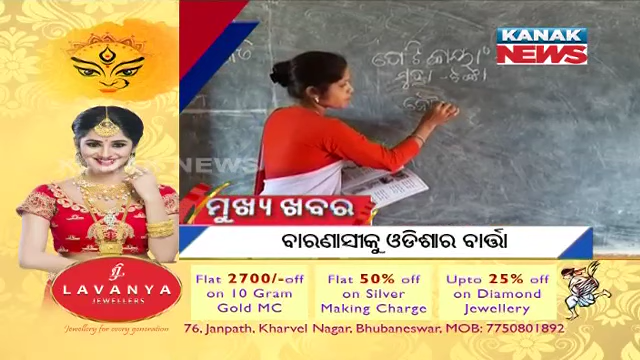 KANAK
NEWS
KANAK NEWS
ମୁଖ୍ୟ ଖବର
ବାରଣାସୀକୁ ଓଡିଶାର ବାର୍ତ୍ତା
LAVANYA
JEWELLERS
Jewellery for every generation
Flat 2700/-off
on 10 Gram
Gold MC
Flat 50% off
on Silver
Making Charge
Upto 25% off
on Diamond
Jewellery
76, Janpath, Kharvel Nagar, Bhubaneswar, MOB: 7750801892